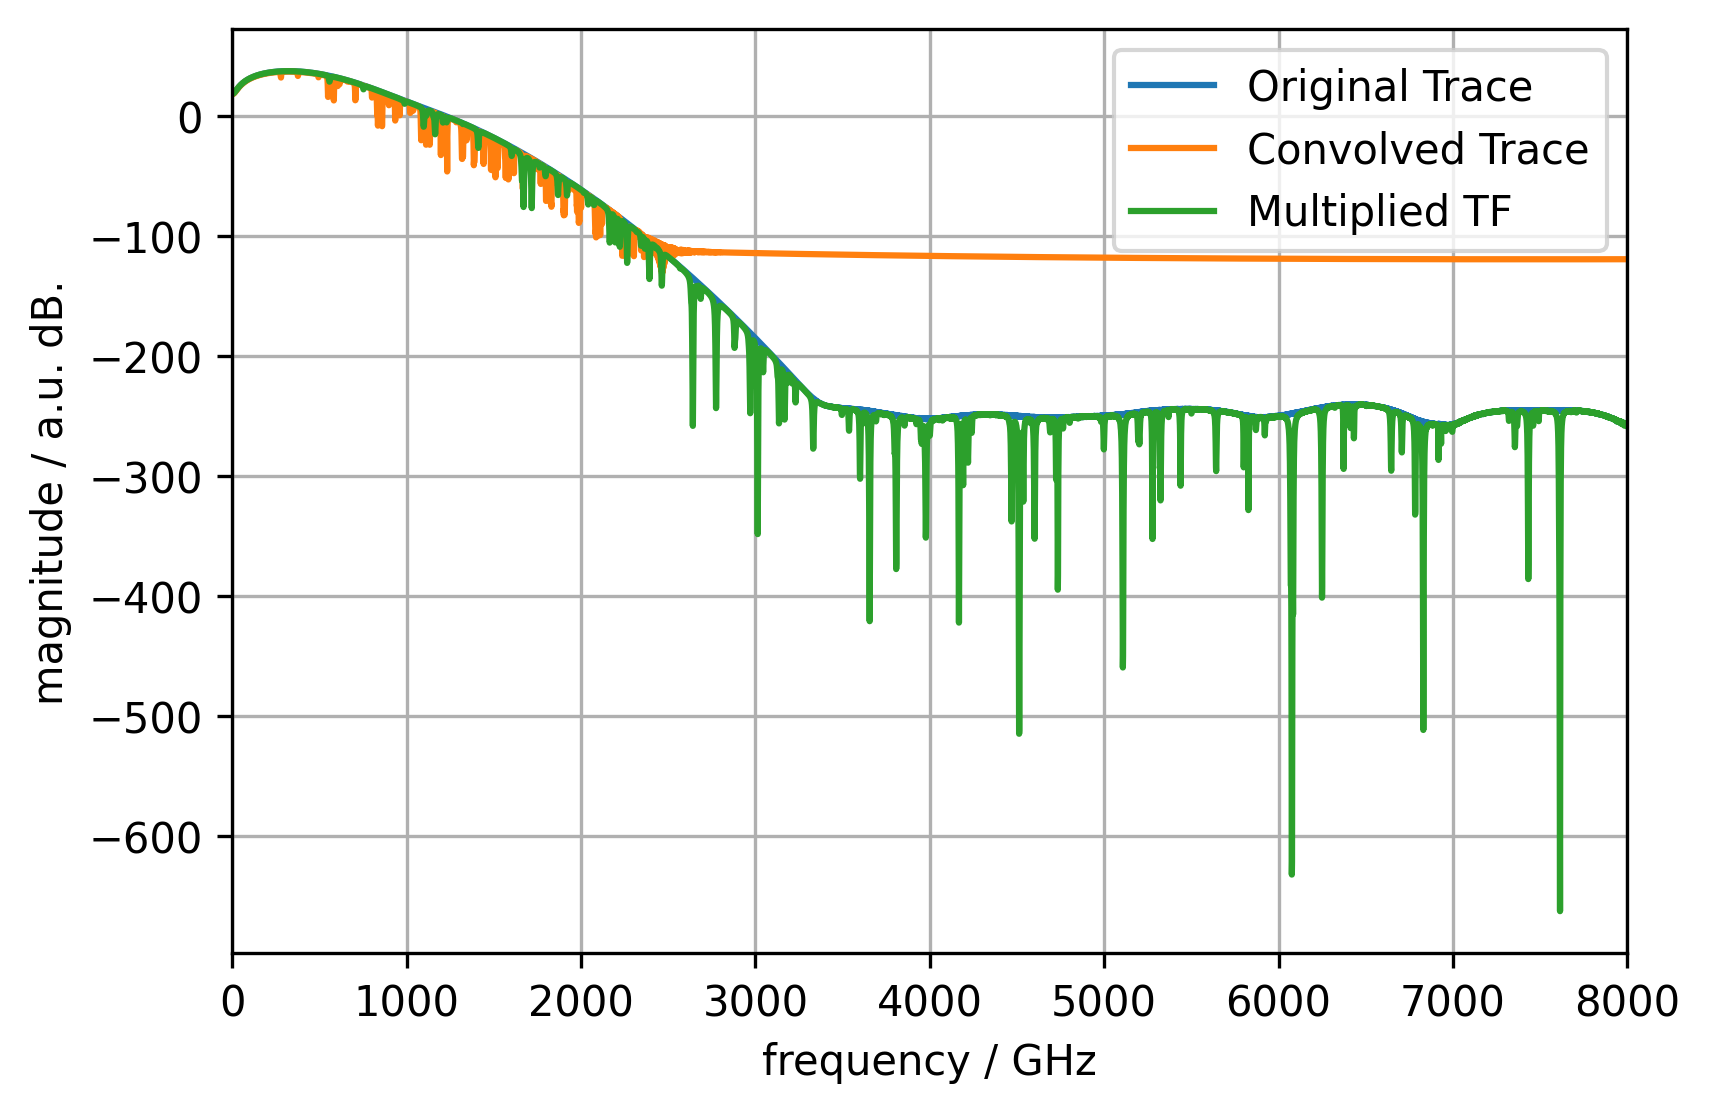 Original Trace
Convolved Trace
Multiplied TF
magnitude / a.u. dB.
0
−100
−200
−300
−400
−500
−600
0 1000 2000 3000 4000 5000 6000 7000 8000
frequency / GHz